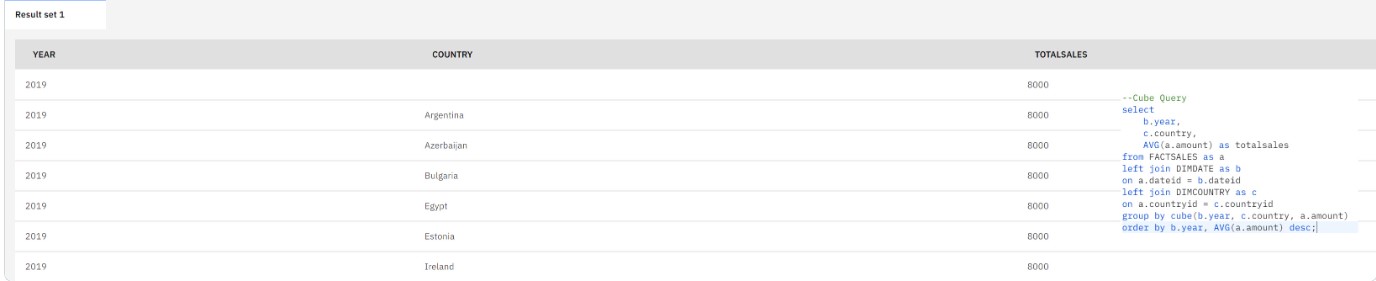 Result set 1
YEAR COUNTRY TOTALSALES
2019 8000
2019 Argentina 8000
2019 Azerbaijan 8000
2019 Bulgaria 8000
2019 Egypt 8000
2019 Estonia 8000
2019 Ireland 8000
--Cube Query
select
b.year,
c.country,
AVG(a.amount) as totalsales
from FACTSALES as a
left join DIMDATE as b
on a.dateid = b.dateid
left join DIMCOUNTRY as c
on a.countryid = c.countryid
group by cube(b.year, c.country, a.amount)
order by b.year, AVG(a.amount) desc;